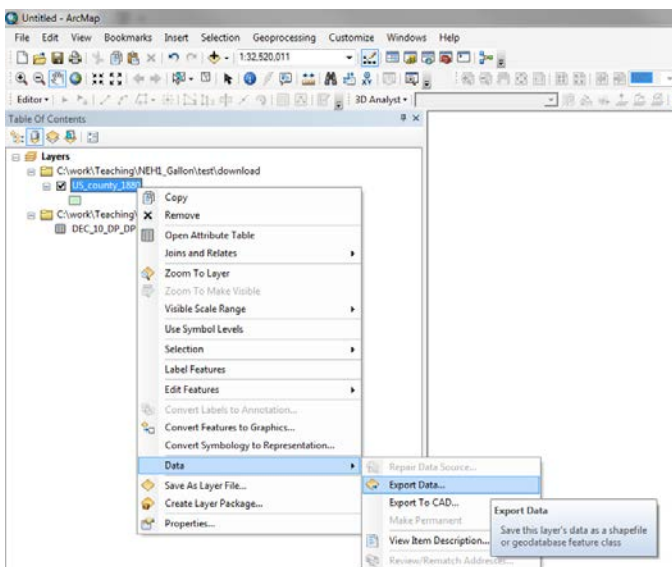 Untitled - ArcMap
File Edit View Bookmarks Insert Selection Geoprocessing Customize Windows Help
1:32,520,011
Editor 3D Analyst
Table Of Contents
Layers
C:\work\Teaching\NEH1_Gallon\test\download
US_county_1880
C:\work\Teaching\
DEC_10_DP_DP
Copy
Remove
Open Attribute Table
Joins and Relates
Zoom To Layer
Zoom To Make Visible
Visible Scale Range
Use Symbol Levels
Selection
Label Features
Edit Features
Convert Labels to Annotation...
Convert Features to Graphics...
Convert Symbology to Representation...
Data
Save As Layer File...
Create Layer Package...
Properties...
Repair Data Source...
Export Data...
Export To CAD...
Make Permanent
View Item Description...
Review/Rematch Addresses...
Export Data
Save this layer's data as a shapefile
or geodatabase feature class